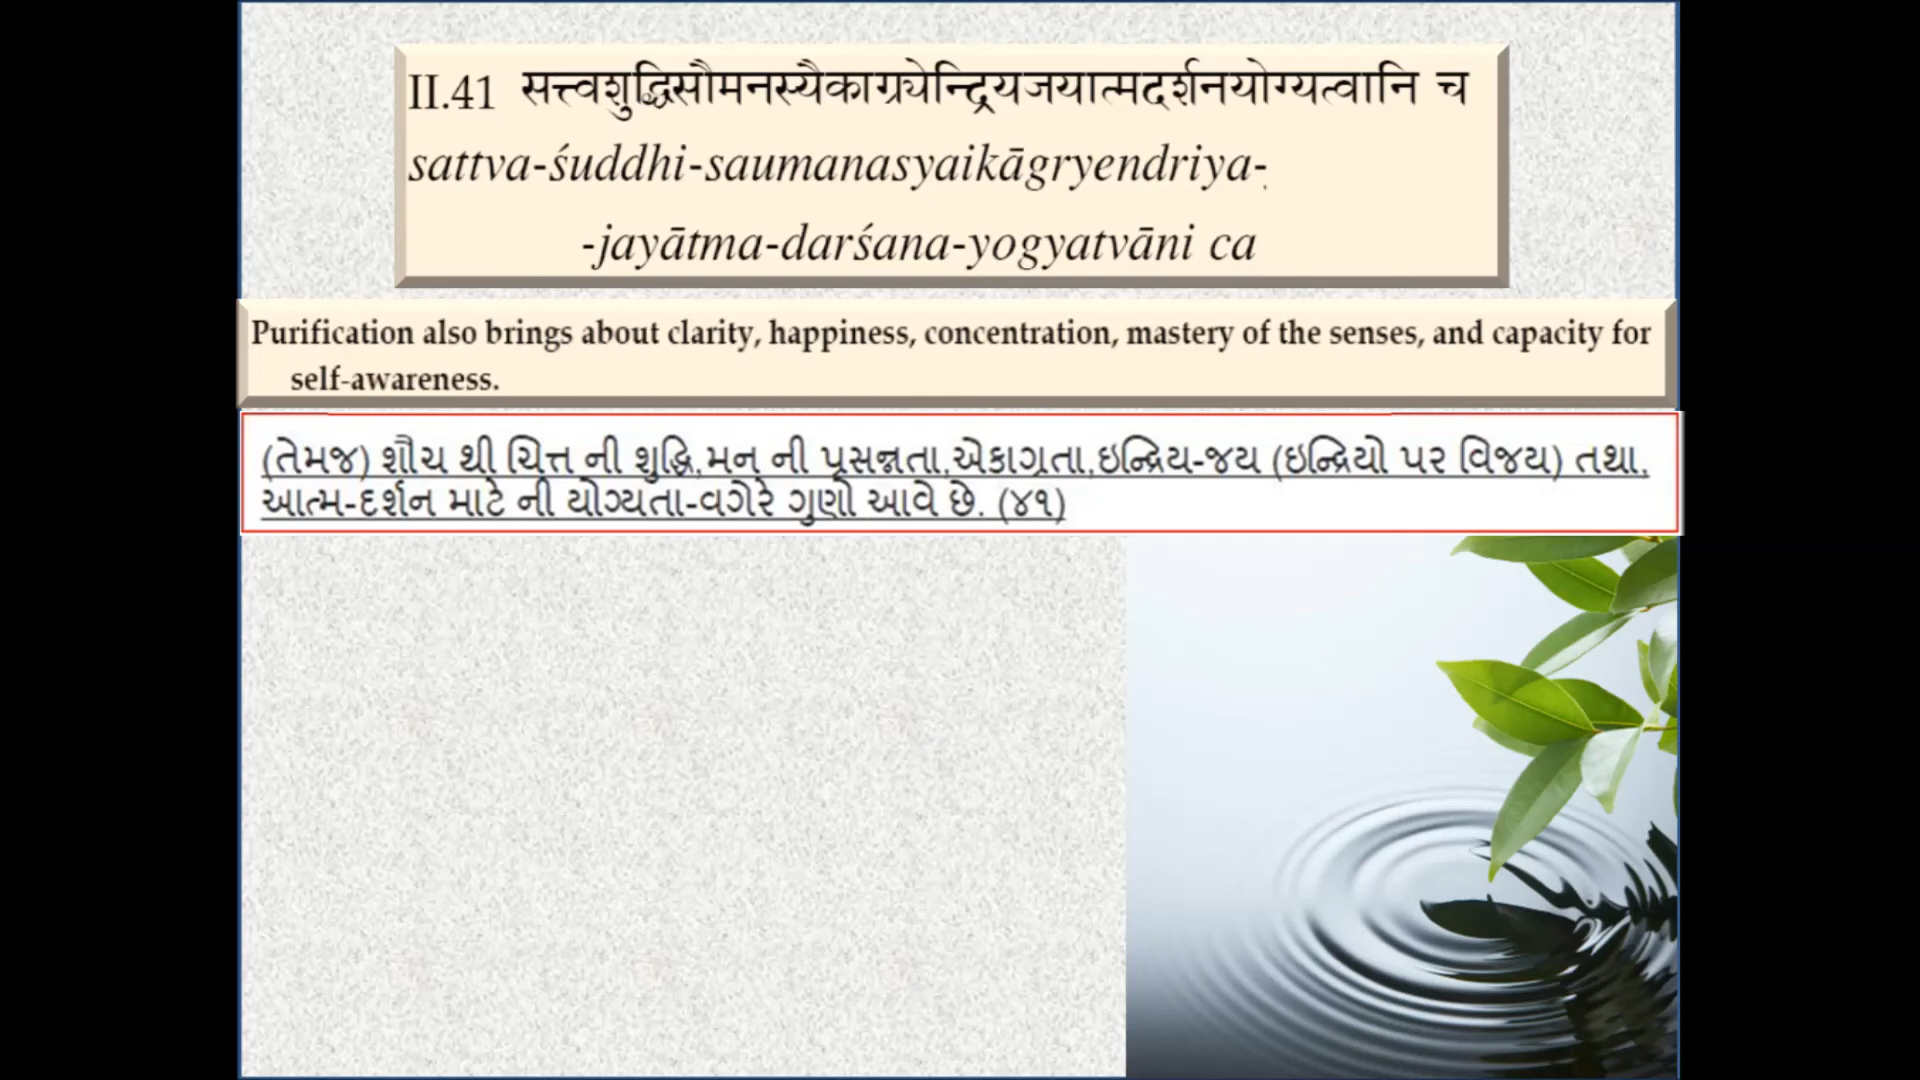 II.41 सत्त्वशुद्धिसौमनस्यैकाग्र्येन्द्रियजयात्मदर्शनयोग्यत्वानि च
sattva-śuddhi-saumanasyaikāgryendriya-
-jayātma-darśana-yogyatvāni ca
Purification also brings about clarity, happiness, concentration, mastery of the senses, and capacity for
self-awareness.
(તેમજ) શૌચ થી ચિત્ત ની શુદ્ધિ,મન ની પ્રસન્નતા,એકાગ્રતા,ઇન્દ્રિય-જય (ઇન્દ્રિયો પર વિજય) તથા,
આત્મ-દર્શન માટે ની યોગ્યતા-વગેરે ગુણો આવે છે. (૪૧)